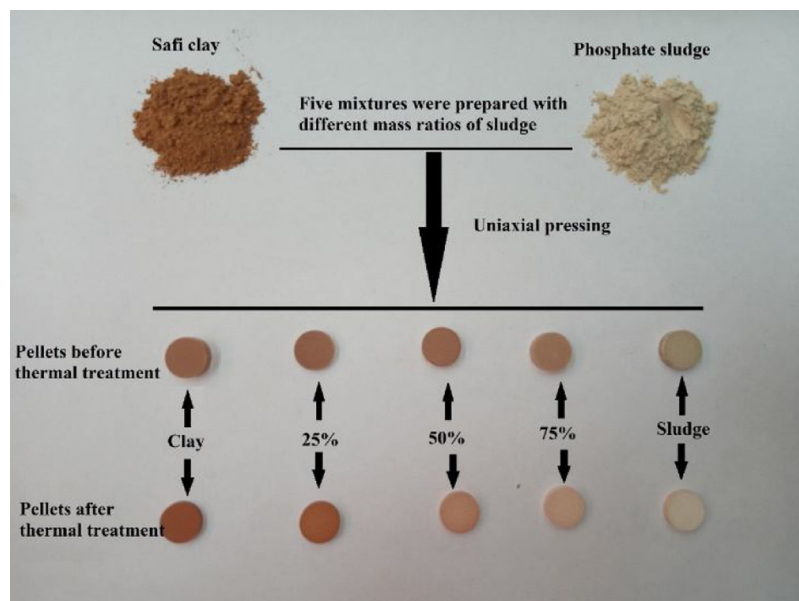 Safi clay
Phosphate sludge
Five mixtures were prepared with
different mass ratios of sludge
Uniaxial pressing
Pellets before
thermal treatment
Clay
25%
50%
75%
Sludge
Pellets after
thermal treatment